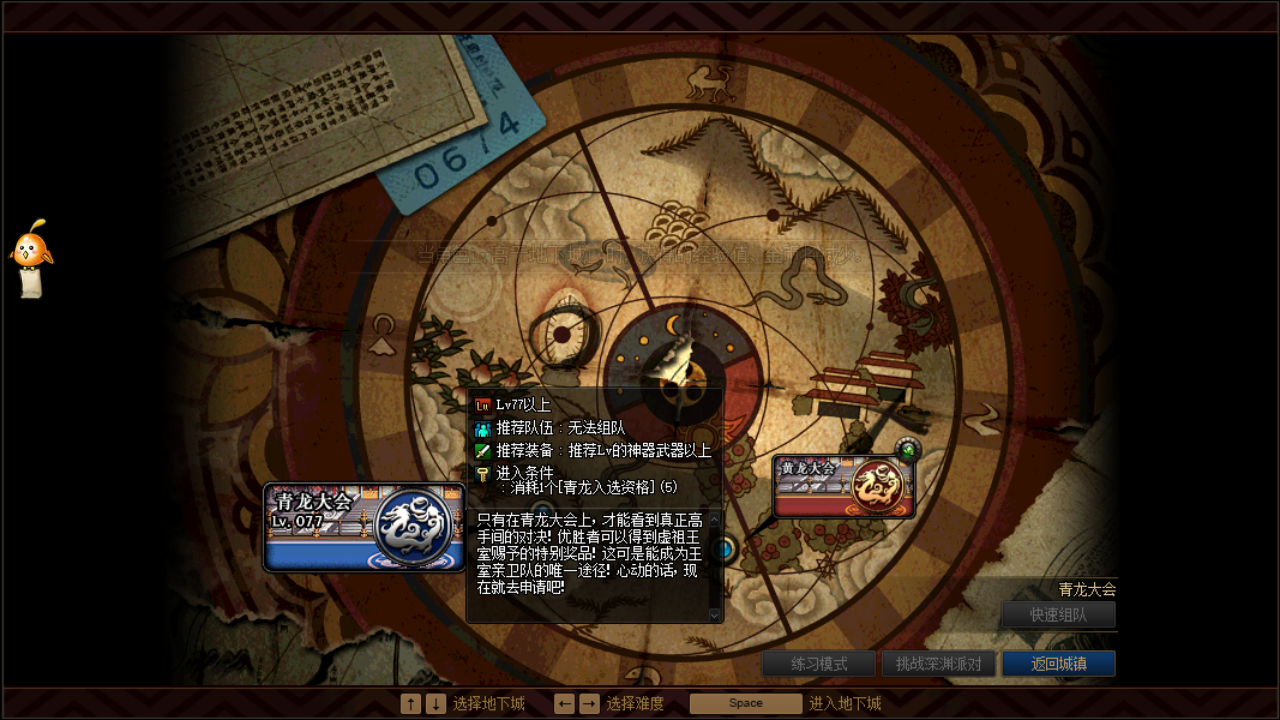 0674
Lv77以上
推荐队伍 : 无法组队
推荐装备 : 推荐Lv的神器武器以上
进入条件
: 消耗1个[青龙入选资格] (5)
青龙大会
Lv. 077
黄龙大会
只有在青龙大会上, 才能看到真正高
手间的对决! 优胜者可以得到虚祖王
室赐予的特别奖品! 这可是能成为王
室亲卫队的唯一途径! 心动的话, 现
在就去申请吧!
青龙大会
快速组队
练习模式
挑战深渊派对
返回城镇
↑ ↓ 选择地下城
← → 选择难度
Space 进入地下城